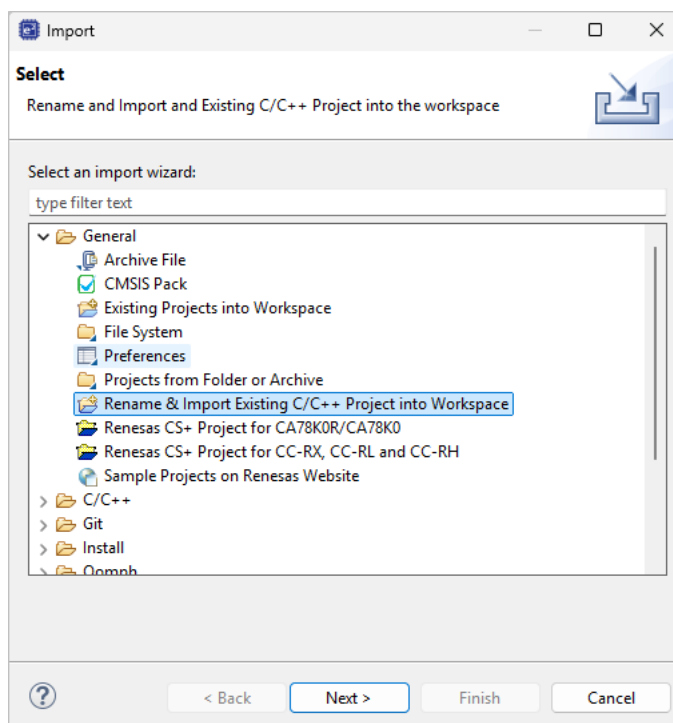 Import
Select
Rename and Import and Existing C/C++ Project into the workspace
Select an import wizard:
type filter text
General
Archive File
CMSIS Pack
Existing Projects into Workspace
File System
Preferences
Projects from Folder or Archive
Rename & Import Existing C/C++ Project into Workspace
Renesas CS+ Project for CA78K0R/CA78K0
Renesas CS+ Project for CC-RX, CC-RL and CC-RH
Sample Projects on Renesas Website
C/C++
Git
Install
Oomph
? < Back Next > Finish Cancel